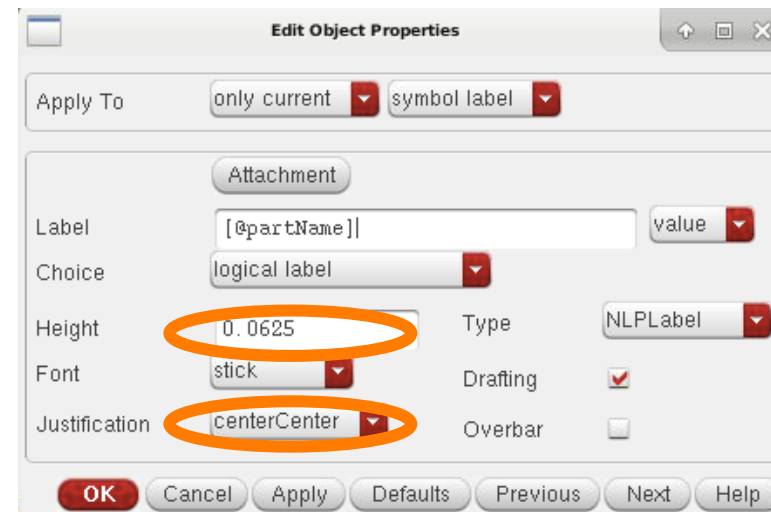 Edit Object Properties
Apply To only current symbol label
Attachment
Label [@partName] value
Choice logical label
Height 0.0625 Type NLPLabel
Font stick Drafting
Justification centerCenter Overbar
OK Cancel Apply Defaults Previous Next Help